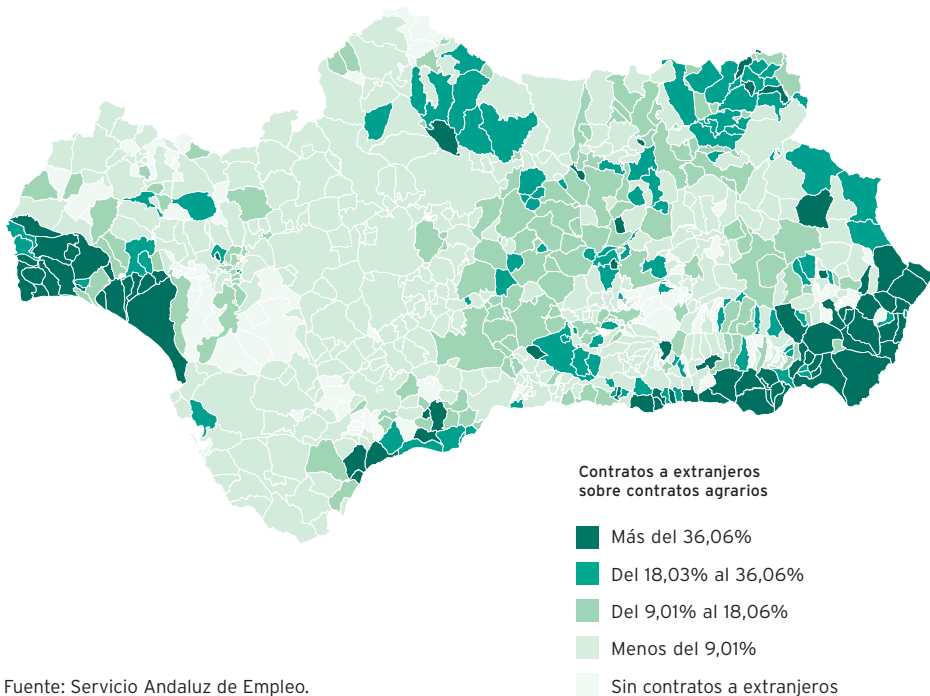 Contratos a extranjeros
sobre contratos agrarios
Más del 36,06%
Del 18,03% al 36,06%
Del 9,01% al 18,06%
Menos del 9,01%
Sin contratos a extranjeros
Fuente: Servicio Andaluz de Empleo.